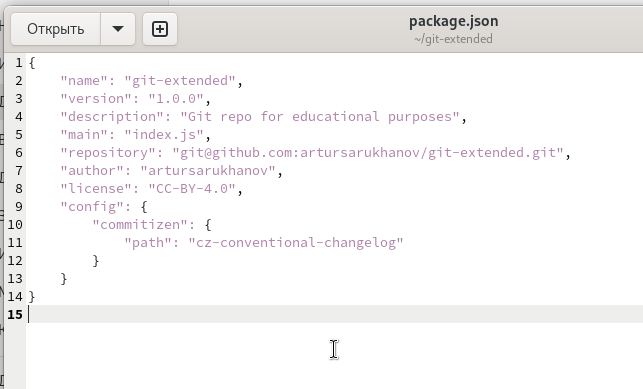 Открыть
package.json
~/git-extended
1 {
2     "name": "git-extended",
3     "version": "1.0.0",
4     "description": "Git repo for educational purposes",
5     "main": "index.js",
6     "repository": "git@github.com:artursarukhanov/git-extended.git",
7     "author": "artursarukhanov",
8     "license": "CC-BY-4.0",
9     "config": {
10         "commitizen": {
11             "path": "cz-conventional-changelog"
12         }
13     }
14 }
15